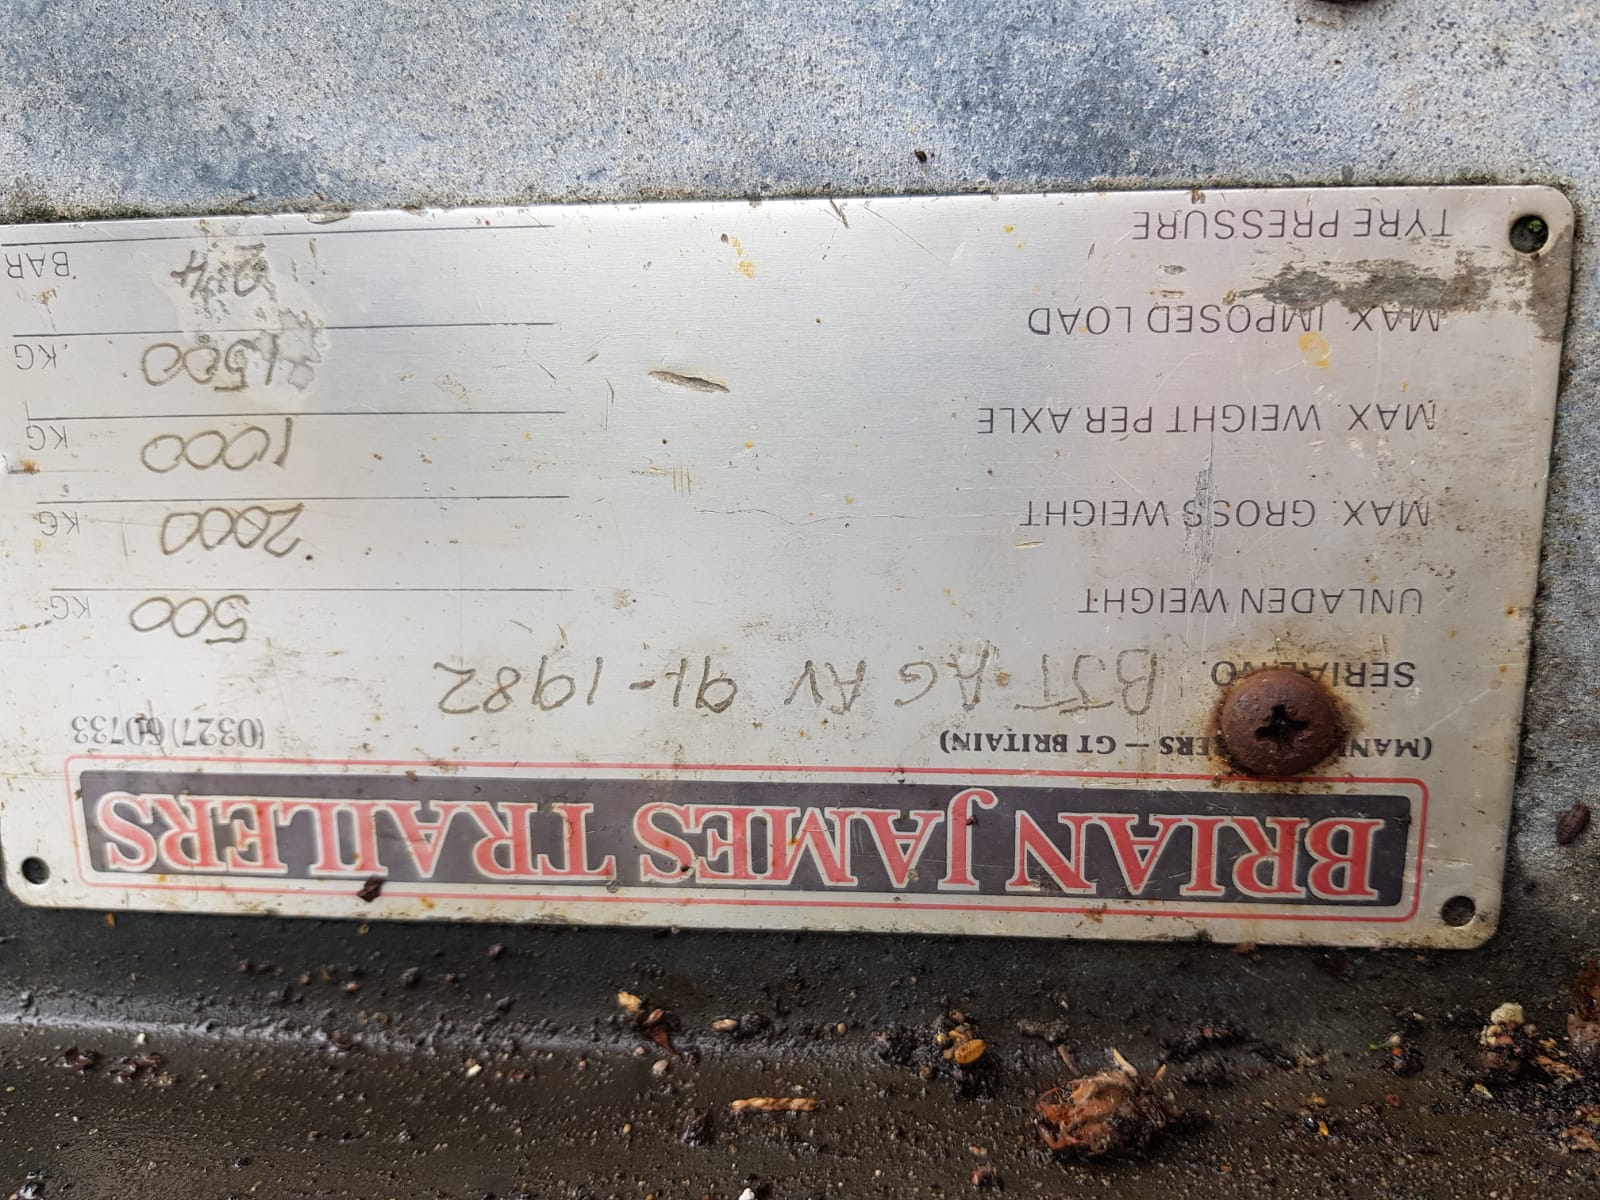 BRIAN JAMES TRAILERS
(MAN ERS — GT BRITAIN) (0327) 60733
SERIAL NO. BJT AG AV 91-1982
UNLADEN WEIGHT 500 KG
MAX. GROSS WEIGHT 2000 KG
MAX. WEIGHT PER AXLE 1000 KG
MAX. IMPOSED LOAD 1500 KG
TYRE PRESSURE 24 BAR